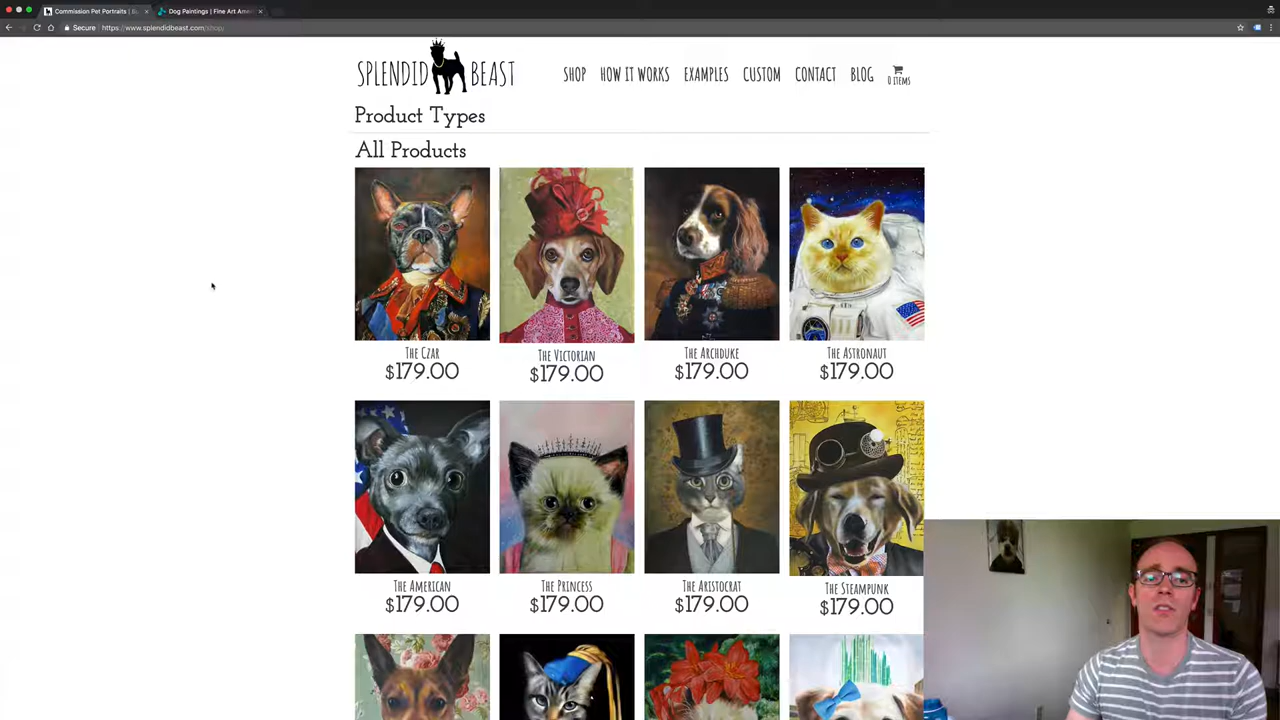 Commission Pet Portraits |
Dog Paintings | Fine Art Ame
Secure
https://www.splendidbeast.com/shop/
SPLENDID BEAST
SHOP
HOW IT WORKS
EXAMPLES
CUSTOM
CONTACT
BLOG
0 ITEMS
Product Types
All Products
THE CZAR
$179.00
THE VICTORIAN
$179.00
THE ARCHDUKE
$179.00
THE ASTRONAUT
$179.00
THE AMERICAN
$179.00
THE PRINCESS
$179.00
THE ARISTOCRAT
$179.00
THE STEAMPUNK
$179.00